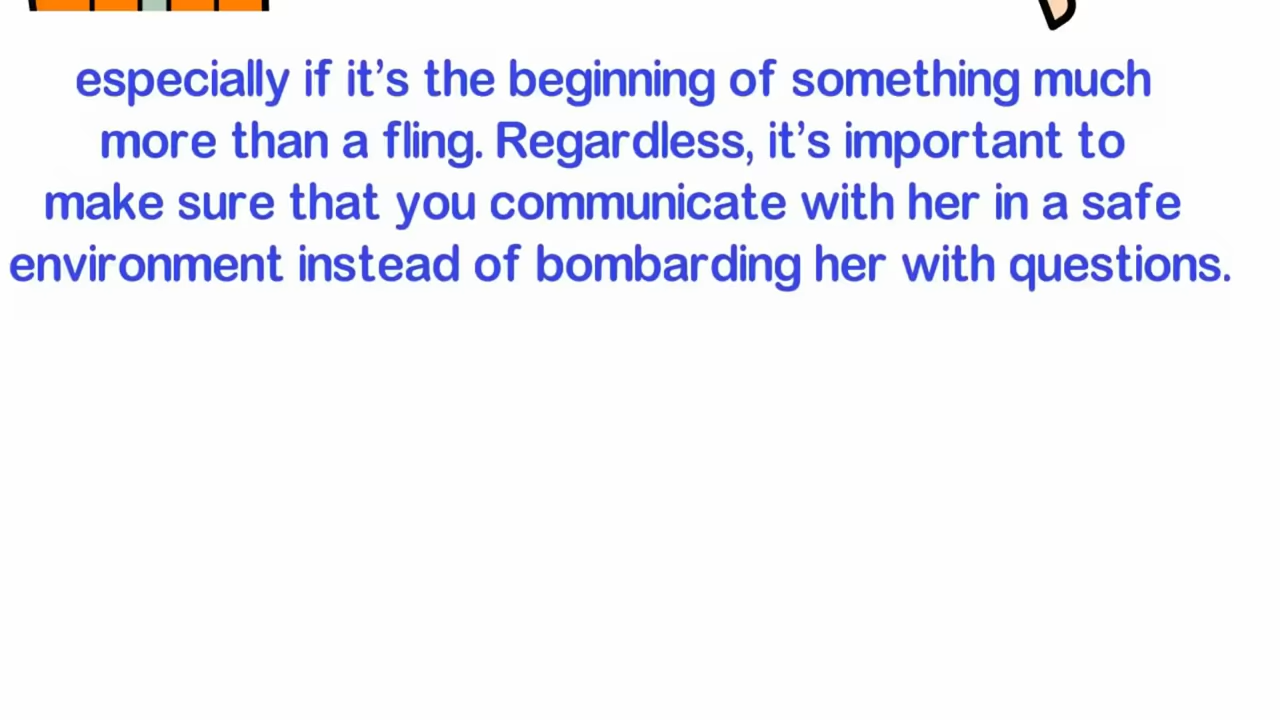 especially if it’s the beginning of something much
more than a fling. Regardless, it’s important to
make sure that you communicate with her in a safe
environment instead of bombarding her with questions.